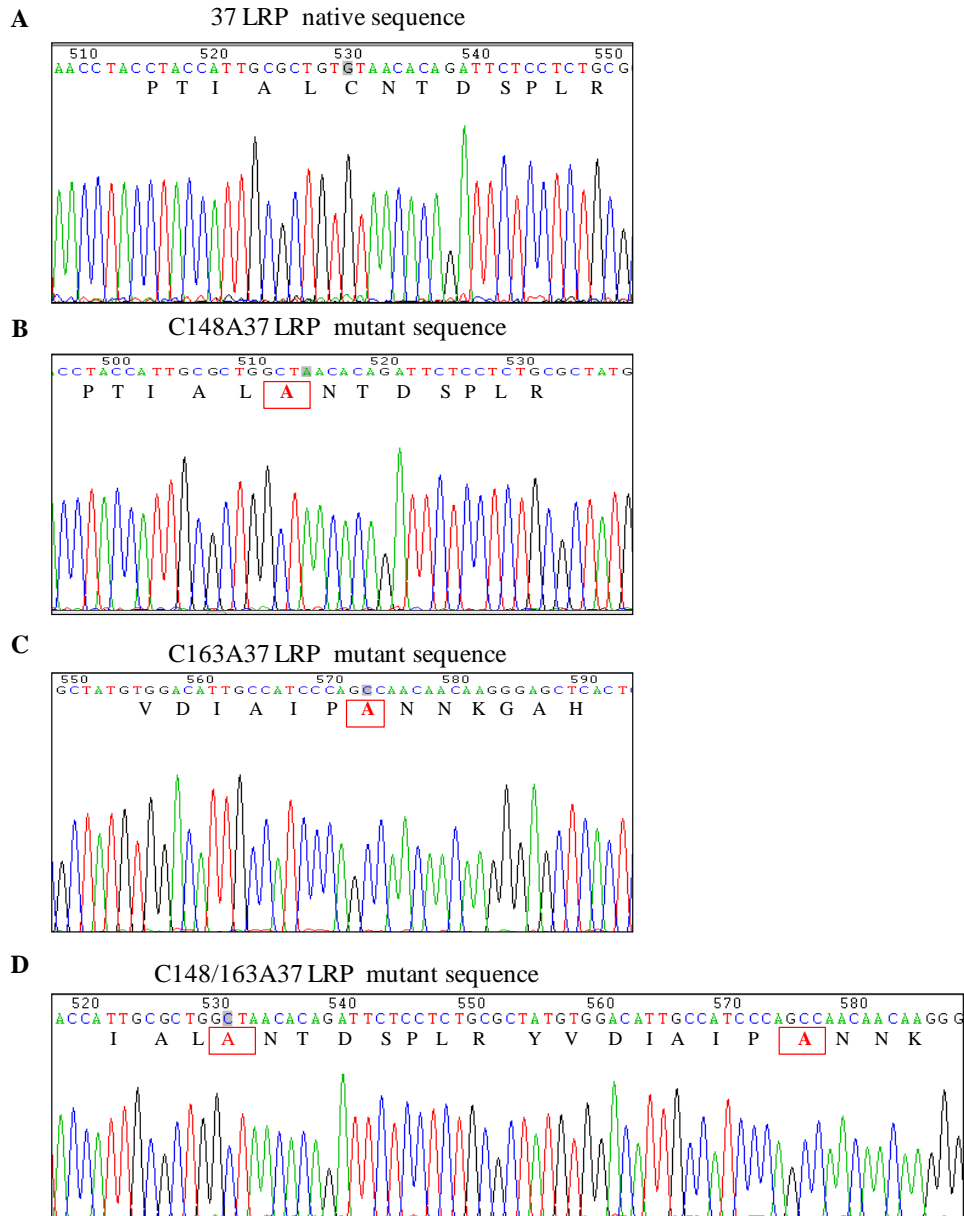 A
37 LRP native sequence
510 520 530 540 550
AACCTACCTACCATTGCGCTGTGTAACACAGATTCTCCTCTGCG
P T I A L C N T D S P L R
B
C148A37 LRP mutant sequence
500 510 520 530
ACCTACCATTGCGCTGGCTAACACAGATTCTCCTCTGCGCTATG
P T I A L A N T D S P L R
C
C163A37 LRP mutant sequence
550 560 570 580 590
GCTATGTGGACATTGCCATCCCAGCCAACAACAAGGGAGCTCACT
V D I A I P A N N K G A H
D
C148/163A37 LRP mutant sequence
520 530 540 550 560 570 580
ACCATTGCGCTGGCTAACACAGATTCTCCTCTGCGCTATGTGGACATTGCCATCCCAGCCAACAACAAGGG
I A L A N T D S P L R Y V D I A I P A N N K